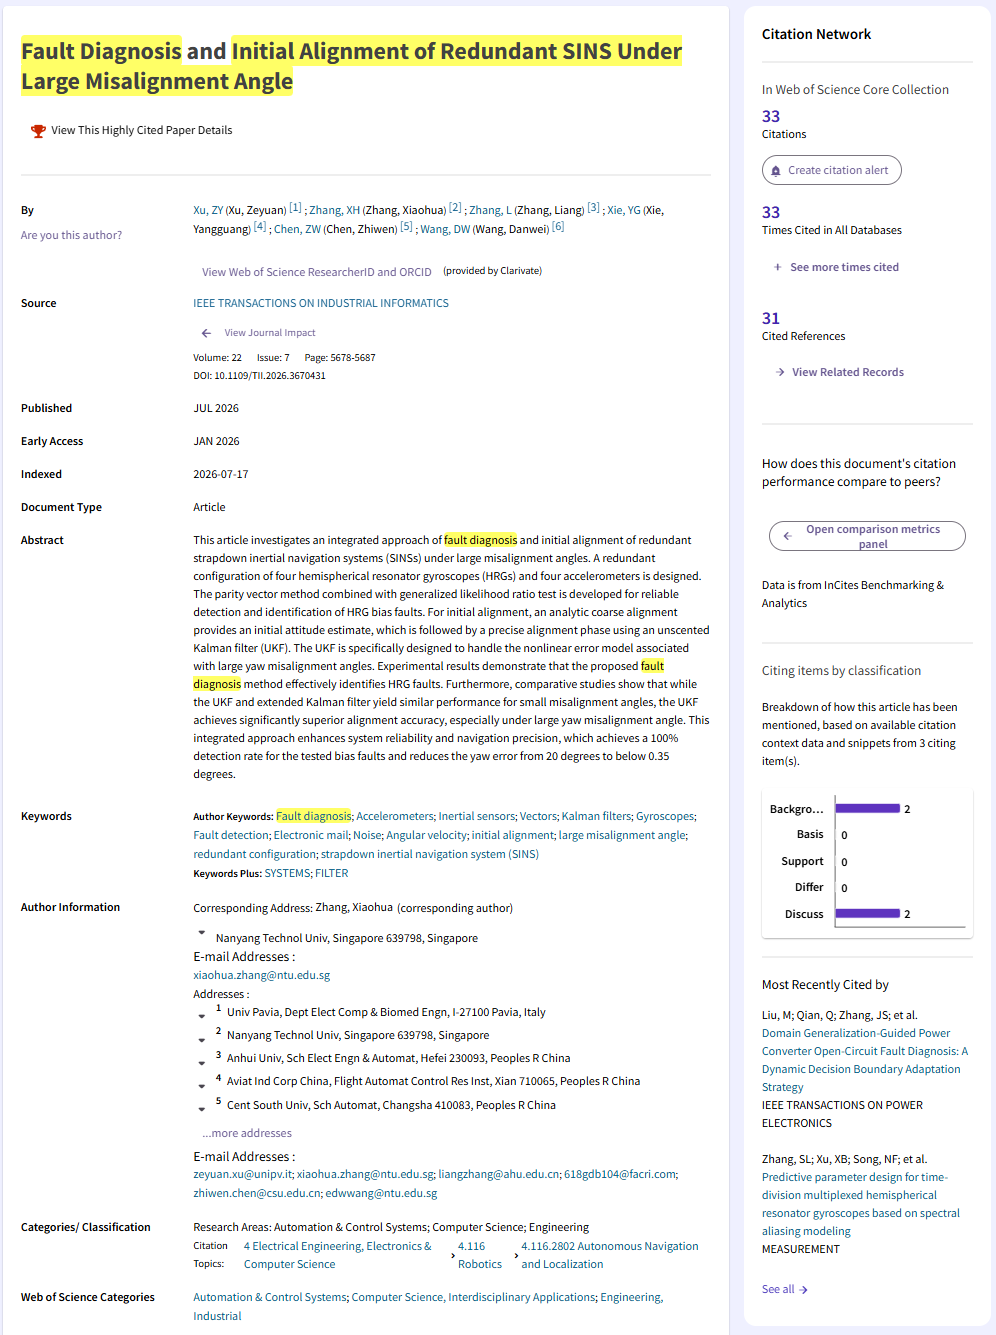 Fault Diagnosis and Initial Alignment of Redundant SINS Under
Large Misalignment Angle
View This Highly Cited Paper Details
By
Xu, ZY (Xu, Zeyuan) [1] ; Zhang, XH (Zhang, Xiaohua) [2] ; Zhang, L (Zhang, Liang) [3] ; Xie, YG (Xie,
Yangguang) [4] ; Chen, ZW (Chen, Zhiwen) [5] ; Wang, DW (Wang, Danwei) [6]
Are you this author?
View Web of Science ResearcherID and ORCID (provided by Clarivate)
Source
IEEE TRANSACTIONS ON INDUSTRIAL INFORMATICS
View Journal Impact
Volume: 22 Issue: 7 Page: 5678-5687
DOI: 10.1109/TII.2026.3670431
Published
JUL 2026
Early Access
JAN 2026
Indexed
2026-07-17
Document Type
Article
Abstract
This article investigates an integrated approach of fault diagnosis and initial alignment of redundant
strapdown inertial navigation systems (SINSs) under large misalignment angles. A redundant
configuration of four hemispherical resonator gyroscopes (HRGs) and four accelerometers is designed.
The parity vector method combined with generalized likelihood ratio test is developed for reliable
detection and identification of HRG bias faults. For initial alignment, an analytic coarse alignment
provides an initial attitude estimate, which is followed by a precise alignment phase using an unscented
Kalman filter (UKF). The UKF is specifically designed to handle the nonlinear error model associated
with large yaw misalignment angles. Experimental results demonstrate that the proposed fault
diagnosis method effectively identifies HRG faults. Furthermore, comparative studies show that while
the UKF and extended Kalman filter yield similar performance for small misalignment angles, the UKF
achieves significantly superior alignment accuracy, especially under large yaw misalignment angle. This
integrated approach enhances system reliability and navigation precision, which achieves a 100%
detection rate for the tested bias faults and reduces the yaw error from 20 degrees to below 0.35
degrees.
Keywords
Author Keywords: Fault diagnosis; Accelerometers; Inertial sensors; Vectors; Kalman filters; Gyroscopes;
Fault detection; Electronic mail; Noise; Angular velocity; initial alignment; large misalignment angle;
redundant configuration; strapdown inertial navigation system (SINS)
Keywords Plus: SYSTEMS; FILTER
Author Information
Corresponding Address: Zhang, Xiaohua (corresponding author)
Nanyang Technol Univ, Singapore 639798, Singapore
E-mail Addresses :
xiaohua.zhang@ntu.edu.sg
Addresses :
1 Univ Pavia, Dept Elect Comp & Biomed Engn, I-27100 Pavia, Italy
2 Nanyang Technol Univ, Singapore 639798, Singapore
3 Anhui Univ, Sch Elect Engn & Automat, Hefei 230093, Peoples R China
4 Aviat Ind Corp China, Flight Automat Control Res Inst, Xian 710065, Peoples R China
5 Cent South Univ, Sch Automat, Changsha 410083, Peoples R China
...more addresses
E-mail Addresses :
zeyuan.xu@unipv.it; xiaohua.zhang@ntu.edu.sg; liangzhang@ahu.edu.cn; 618gdb104@facri.com;
zhiwen.chen@csu.edu.cn; edwwang@ntu.edu.sg
Categories/ Classification
Research Areas: Automation & Control Systems; Computer Science; Engineering
Citation Topics: 4 Electrical Engineering, Electronics & Computer Science > 4.116 Robotics > 4.116.2802 Autonomous Navigation and Localization
Web of Science Categories
Automation & Control Systems; Computer Science, Interdisciplinary Applications; Engineering,
Industrial
Citation Network
In Web of Science Core Collection
33
Citations
Create citation alert
33
Times Cited in All Databases
+ See more times cited
31
Cited References
View Related Records
How does this document's citation
performance compare to peers?
Open comparison metrics
panel
Data is from InCites Benchmarking &
Analytics
Citing items by classification
Breakdown of how this article has been
mentioned, based on available citation
context data and snippets from 3 citing
item(s).
Backgro... 2
Basis 0
Support 0
Differ 0
Discuss 2
Most Recently Cited by
Liu, M; Qian, Q; Zhang, JS; et al.
Domain Generalization-Guided Power
Converter Open-Circuit Fault Diagnosis: A
Dynamic Decision Boundary Adaptation
Strategy
IEEE TRANSACTIONS ON POWER
ELECTRONICS
Zhang, SL; Xu, XB; Song, NF; et al.
Predictive parameter design for time-
division multiplexed hemispherical
resonator gyroscopes based on spectral
aliasing modeling
MEASUREMENT
See all